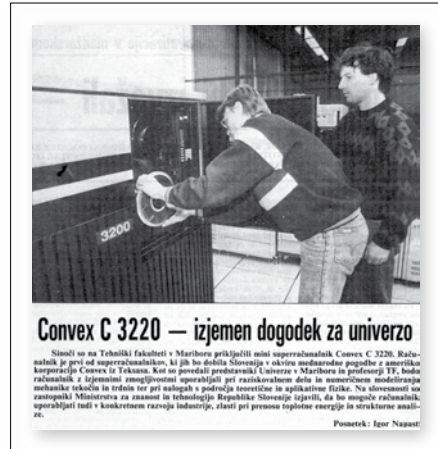 3200
Convex C 3220 — izjemen dogodek za univerzo
Sinoči so na Tehniški fakulteti v Mariboru priključili mini superračunalnik Convex C 3220. Raču-
nalnik je prvi od superračunalnikov, ki jih bo dobila Slovenija v okviru mednarodne pogodbe z ameriško
korporacijo Convex iz Teksasa. Kot so povedali predstavniki Univerze v Mariboru in profesorji TF, bodo
računalnik z izjemnimi zmogljivostmi uporabljali pri raziskovalnem delu in numeričnem modeliranju
mehanike tekočin in trdnin ter pri nalogah s področja teoretične in aplikativne fizike. Na slovesnosti so
zastopniki Ministrstva za znanost in tehnologijo Republike Slovenije izjavili, da bo mogoče računalnik
uporabljati tudi v konkretnem razvoju industrije, zlasti pri prenosu toplotne energije in strukturne anali-
ze.
Posnetek: Igor Napast